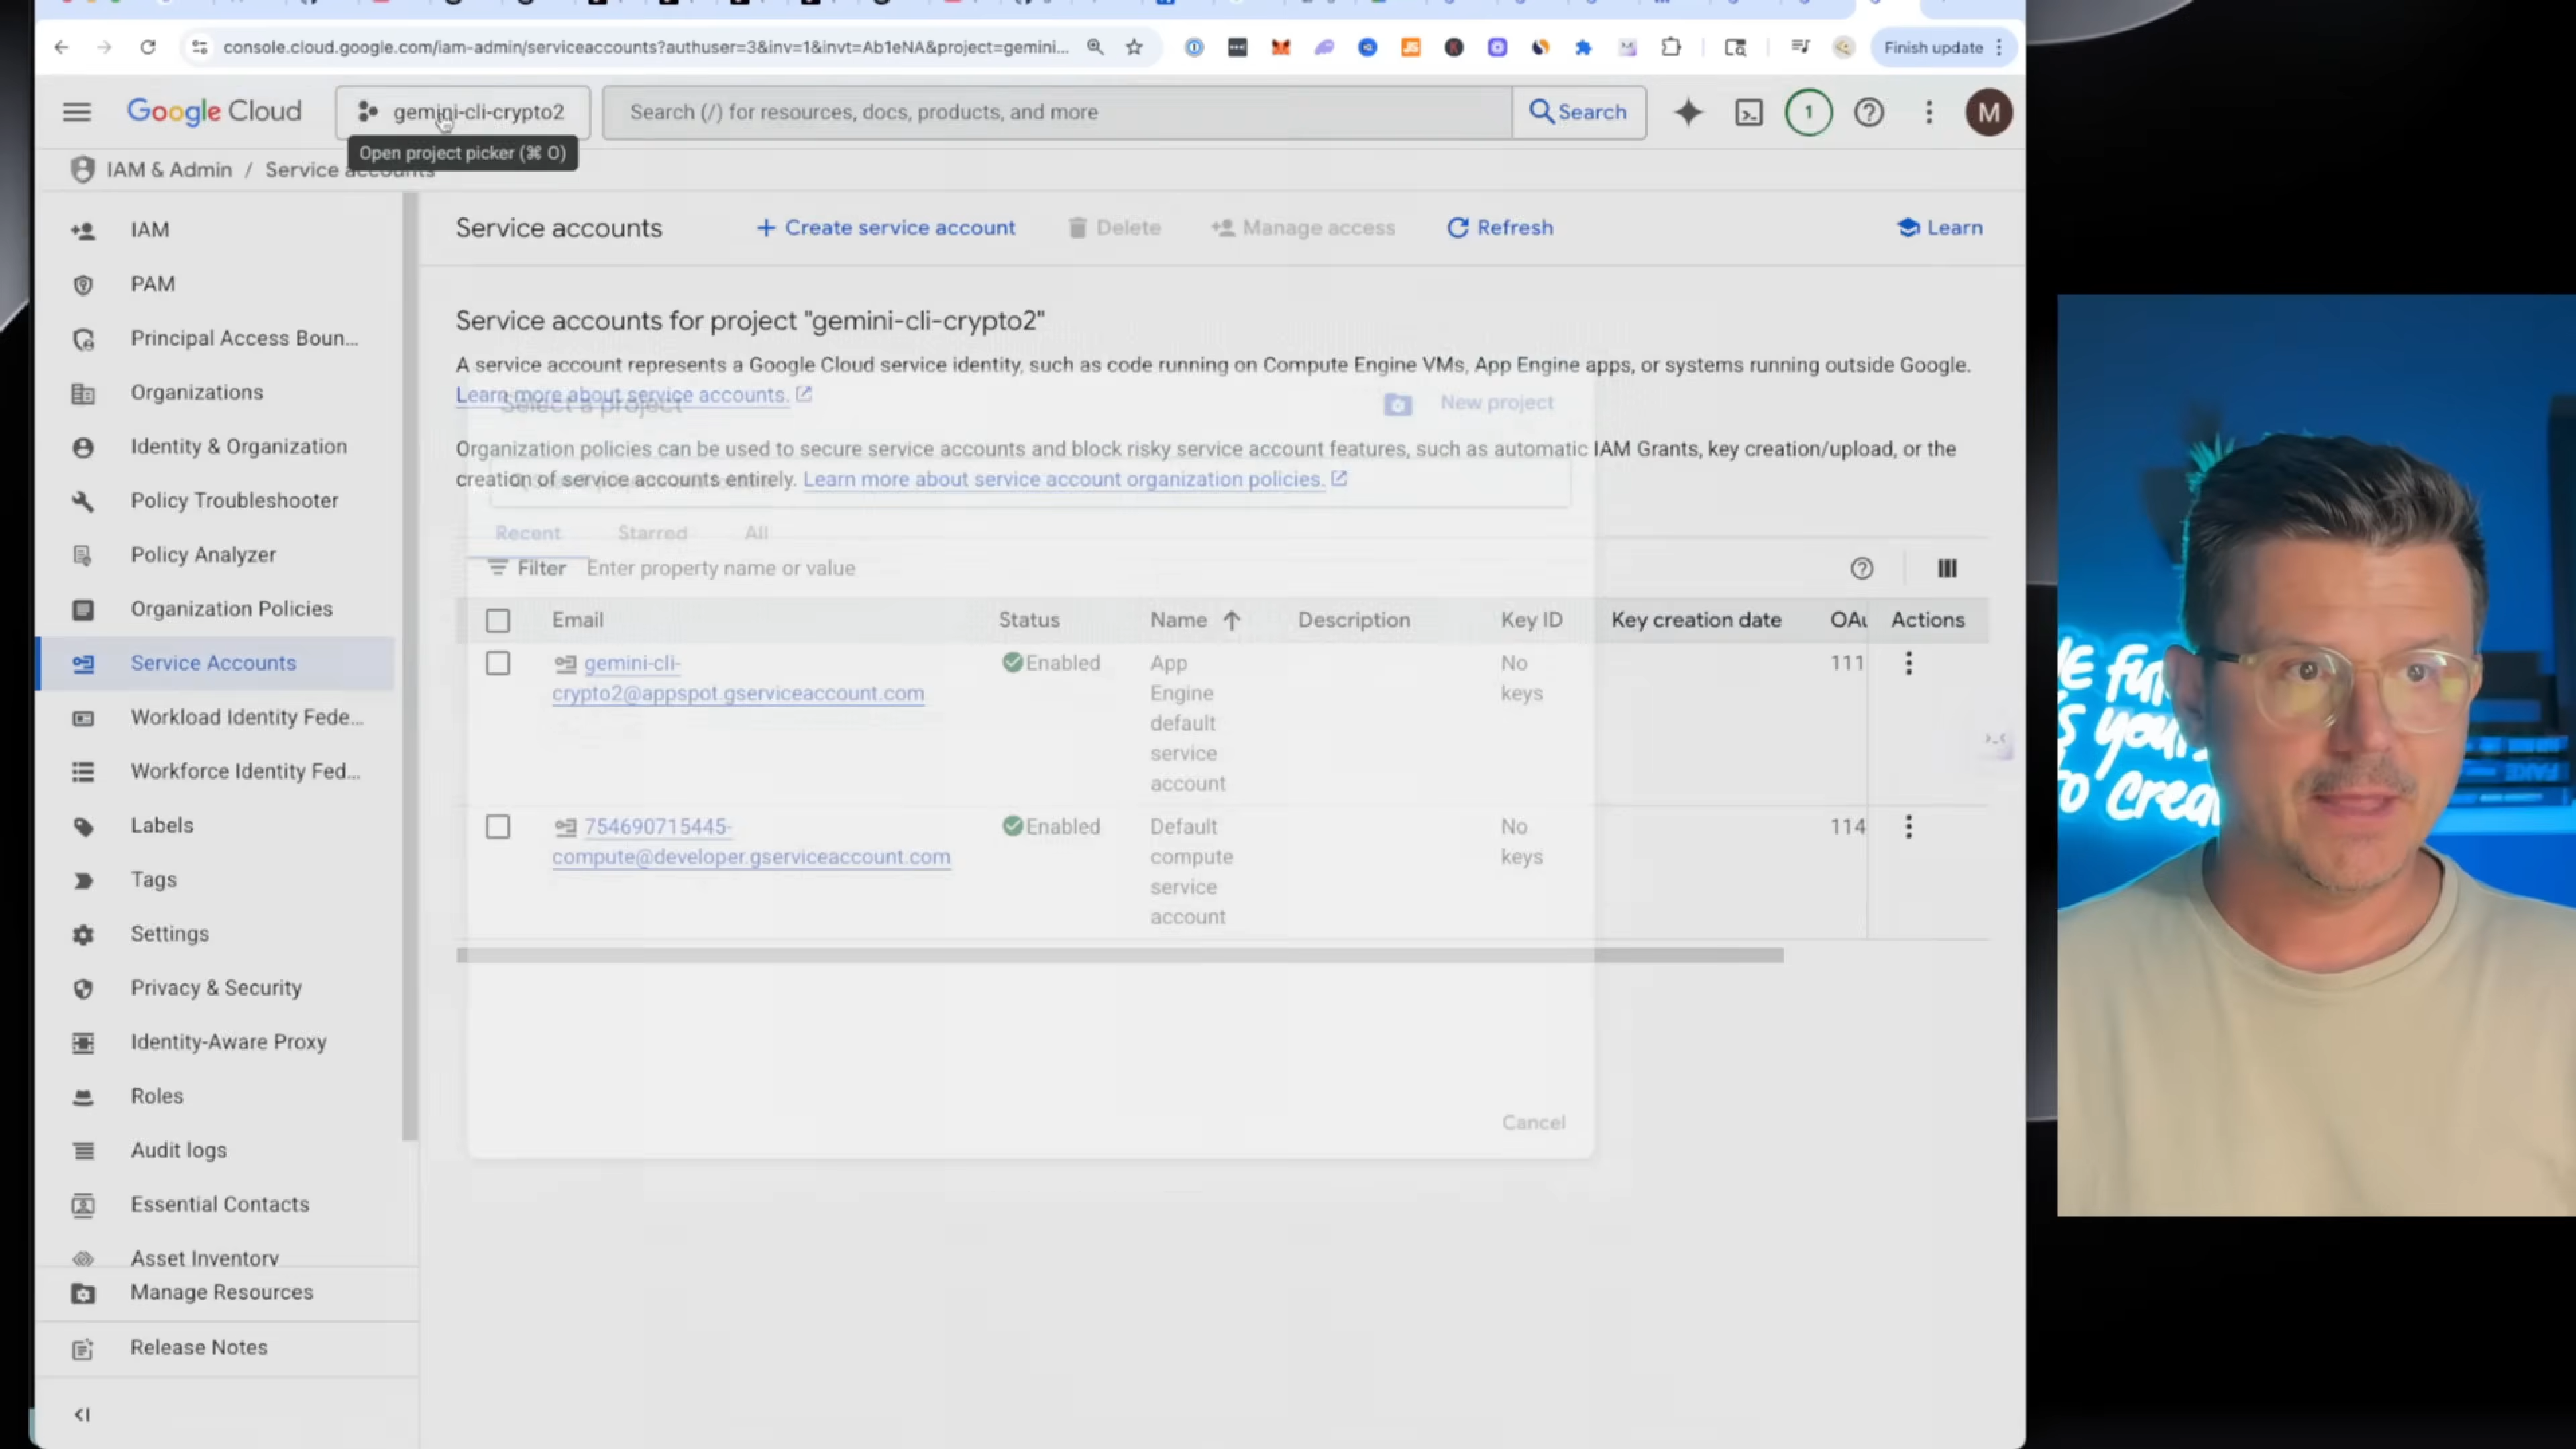 console.cloud.google.com/iam-admin/serviceaccounts?authuser=3&inv=1&invt=Ab1eNA&project=gemini...
Finish update
Google Cloud
gemini-cli-crypto2
Search (/) for resources, docs, products, and more
Search
1
M
Open project picker (⌘ O)
IAM & Admin / Service accounts
IAM
PAM
Principal Access Boun...
Organizations
Identity & Organization
Policy Troubleshooter
Policy Analyzer
Organization Policies
Service Accounts
Workload Identity Fede...
Workforce Identity Fed...
Labels
Tags
Settings
Privacy & Security
Identity-Aware Proxy
Roles
Audit logs
Essential Contacts
Asset Inventory
Manage Resources
Release Notes
Service accounts
+ Create service account
Delete
Manage access
Refresh
Learn
Service accounts for project "gemini-cli-crypto2"
A service account represents a Google Cloud service identity, such as code running on Compute Engine VMs, App Engine apps, or systems running outside Google.
Learn more about service accounts.
Select a project
New project
Organization policies can be used to secure service accounts and block risky service account features, such as automatic IAM Grants, key creation/upload, or the
creation of service accounts entirely. Learn more about service account organization policies.
Recent Starred All
Filter Enter property name or value
Email Status Name Description Key ID Key creation date OAu Actions
gemini-cli-
crypto2@appspot.gserviceaccount.com
Enabled
App
Engine
default
service
account
No
keys
111
754690715445-
compute@developer.gserviceaccount.com
Enabled
Default
compute
service
account
No
keys
114
Cancel